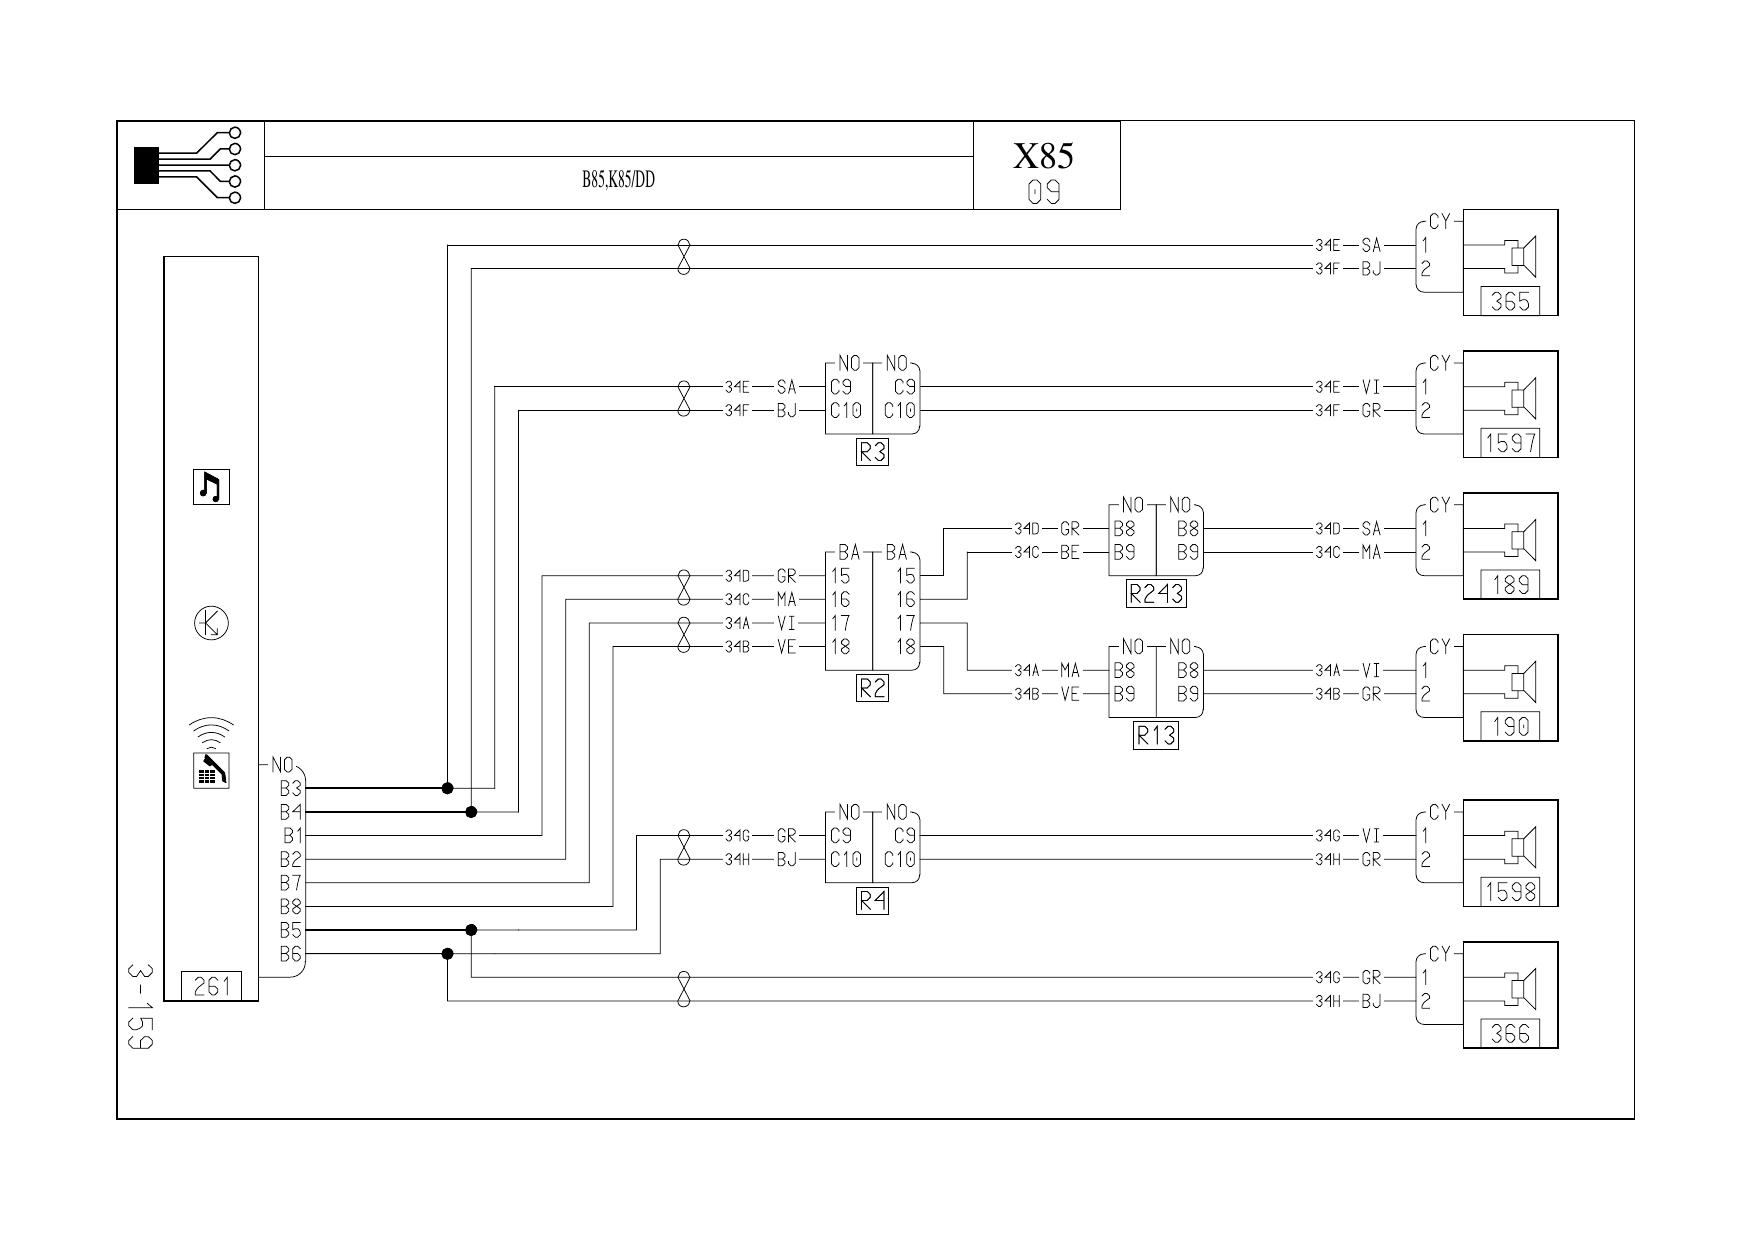 X85
B85,K85/DD
09
34E SA CY
1
34F BJ 2
365
34E SA NO NO 34E VI CY
C9 C9 1
34F BJ C10 C10 34F GR 2
R3
1597
34D GR NO NO 34D SA CY
B8 B8 1
34C BE B9 B9 34C MA 2
R243
189
BA BA
34D GR 15 15
34C MA 16 16
34A VI 17 17
34B VE 18 18
R2
NO NO CY
34A MA B8 B8 34A VI 1
34B VE B9 B9 34B GR 2
R13
190
NO
B3
B4
B1
B2
B7
B8
B5
B6
261
NO NO CY
34G GR C9 C9 34G VI 1
34H BJ C10 C10 34H GR 2
R4
1598
CY
34G GR 1
34H BJ 2
366
3-159